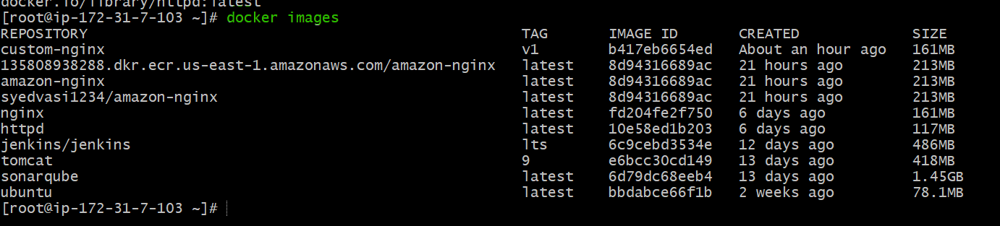 docker.io/library/httpd:latest
[root@ip-172-31-7-103 ~]# docker images
REPOSITORY TAG IMAGE ID CREATED SIZE
custom-nginx v1 b417eb6654ed About an hour ago 161MB
135808938288.dkr.ecr.us-east-1.amazonaws.com/amazon-nginx latest 8d94316689ac 21 hours ago 213MB
amazon-nginx latest 8d94316689ac 21 hours ago 213MB
syedvasi1234/amazon-nginx latest 8d94316689ac 21 hours ago 213MB
nginx latest fd204fe2f750 6 days ago 161MB
httpd latest 10e58ed1b203 6 days ago 117MB
jenkins/jenkins lts 6c9cebd3534e 12 days ago 486MB
tomcat 9 e6bcc30cd149 13 days ago 418MB
sonarqube latest 6d79dc68eeb4 13 days ago 1.45GB
ubuntu latest bbdabce66f1b 2 weeks ago 78.1MB
[root@ip-172-31-7-103 ~]#